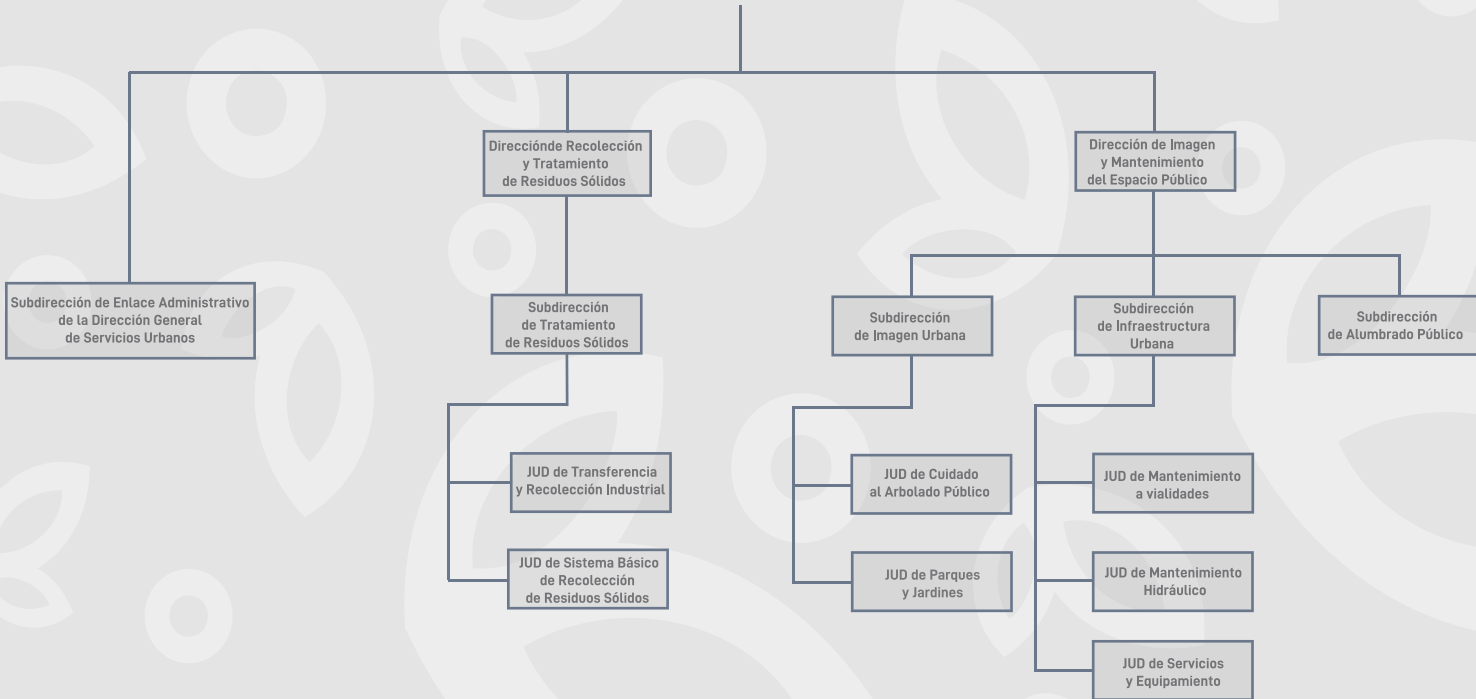 Direcciónde Recolección
y Tratamiento
de Residuos Sólidos
Dirección de Imagen
y Mantenimiento
del Espacio Público
Subdirección de Enlace Administrativo
de la Dirección General
de Servicios Urbanos
Subdirección
de Tratamiento
de Residuos Sólidos
Subdirección
de Imagen Urbana
Subdirección
de Infraestructura
Urbana
Subdirección
de Alumbrado Público
JUD de Transferencia
y Recolección Industrial
JUD de Cuidado
al Arbolado Público
JUD de Mantenimiento
a vialidades
JUD de Sistema Básico
de Recolección
de Residuos Sólidos
JUD de Parques
y Jardines
JUD de Mantenimiento
Hidráulico
JUD de Servicios
y Equipamiento